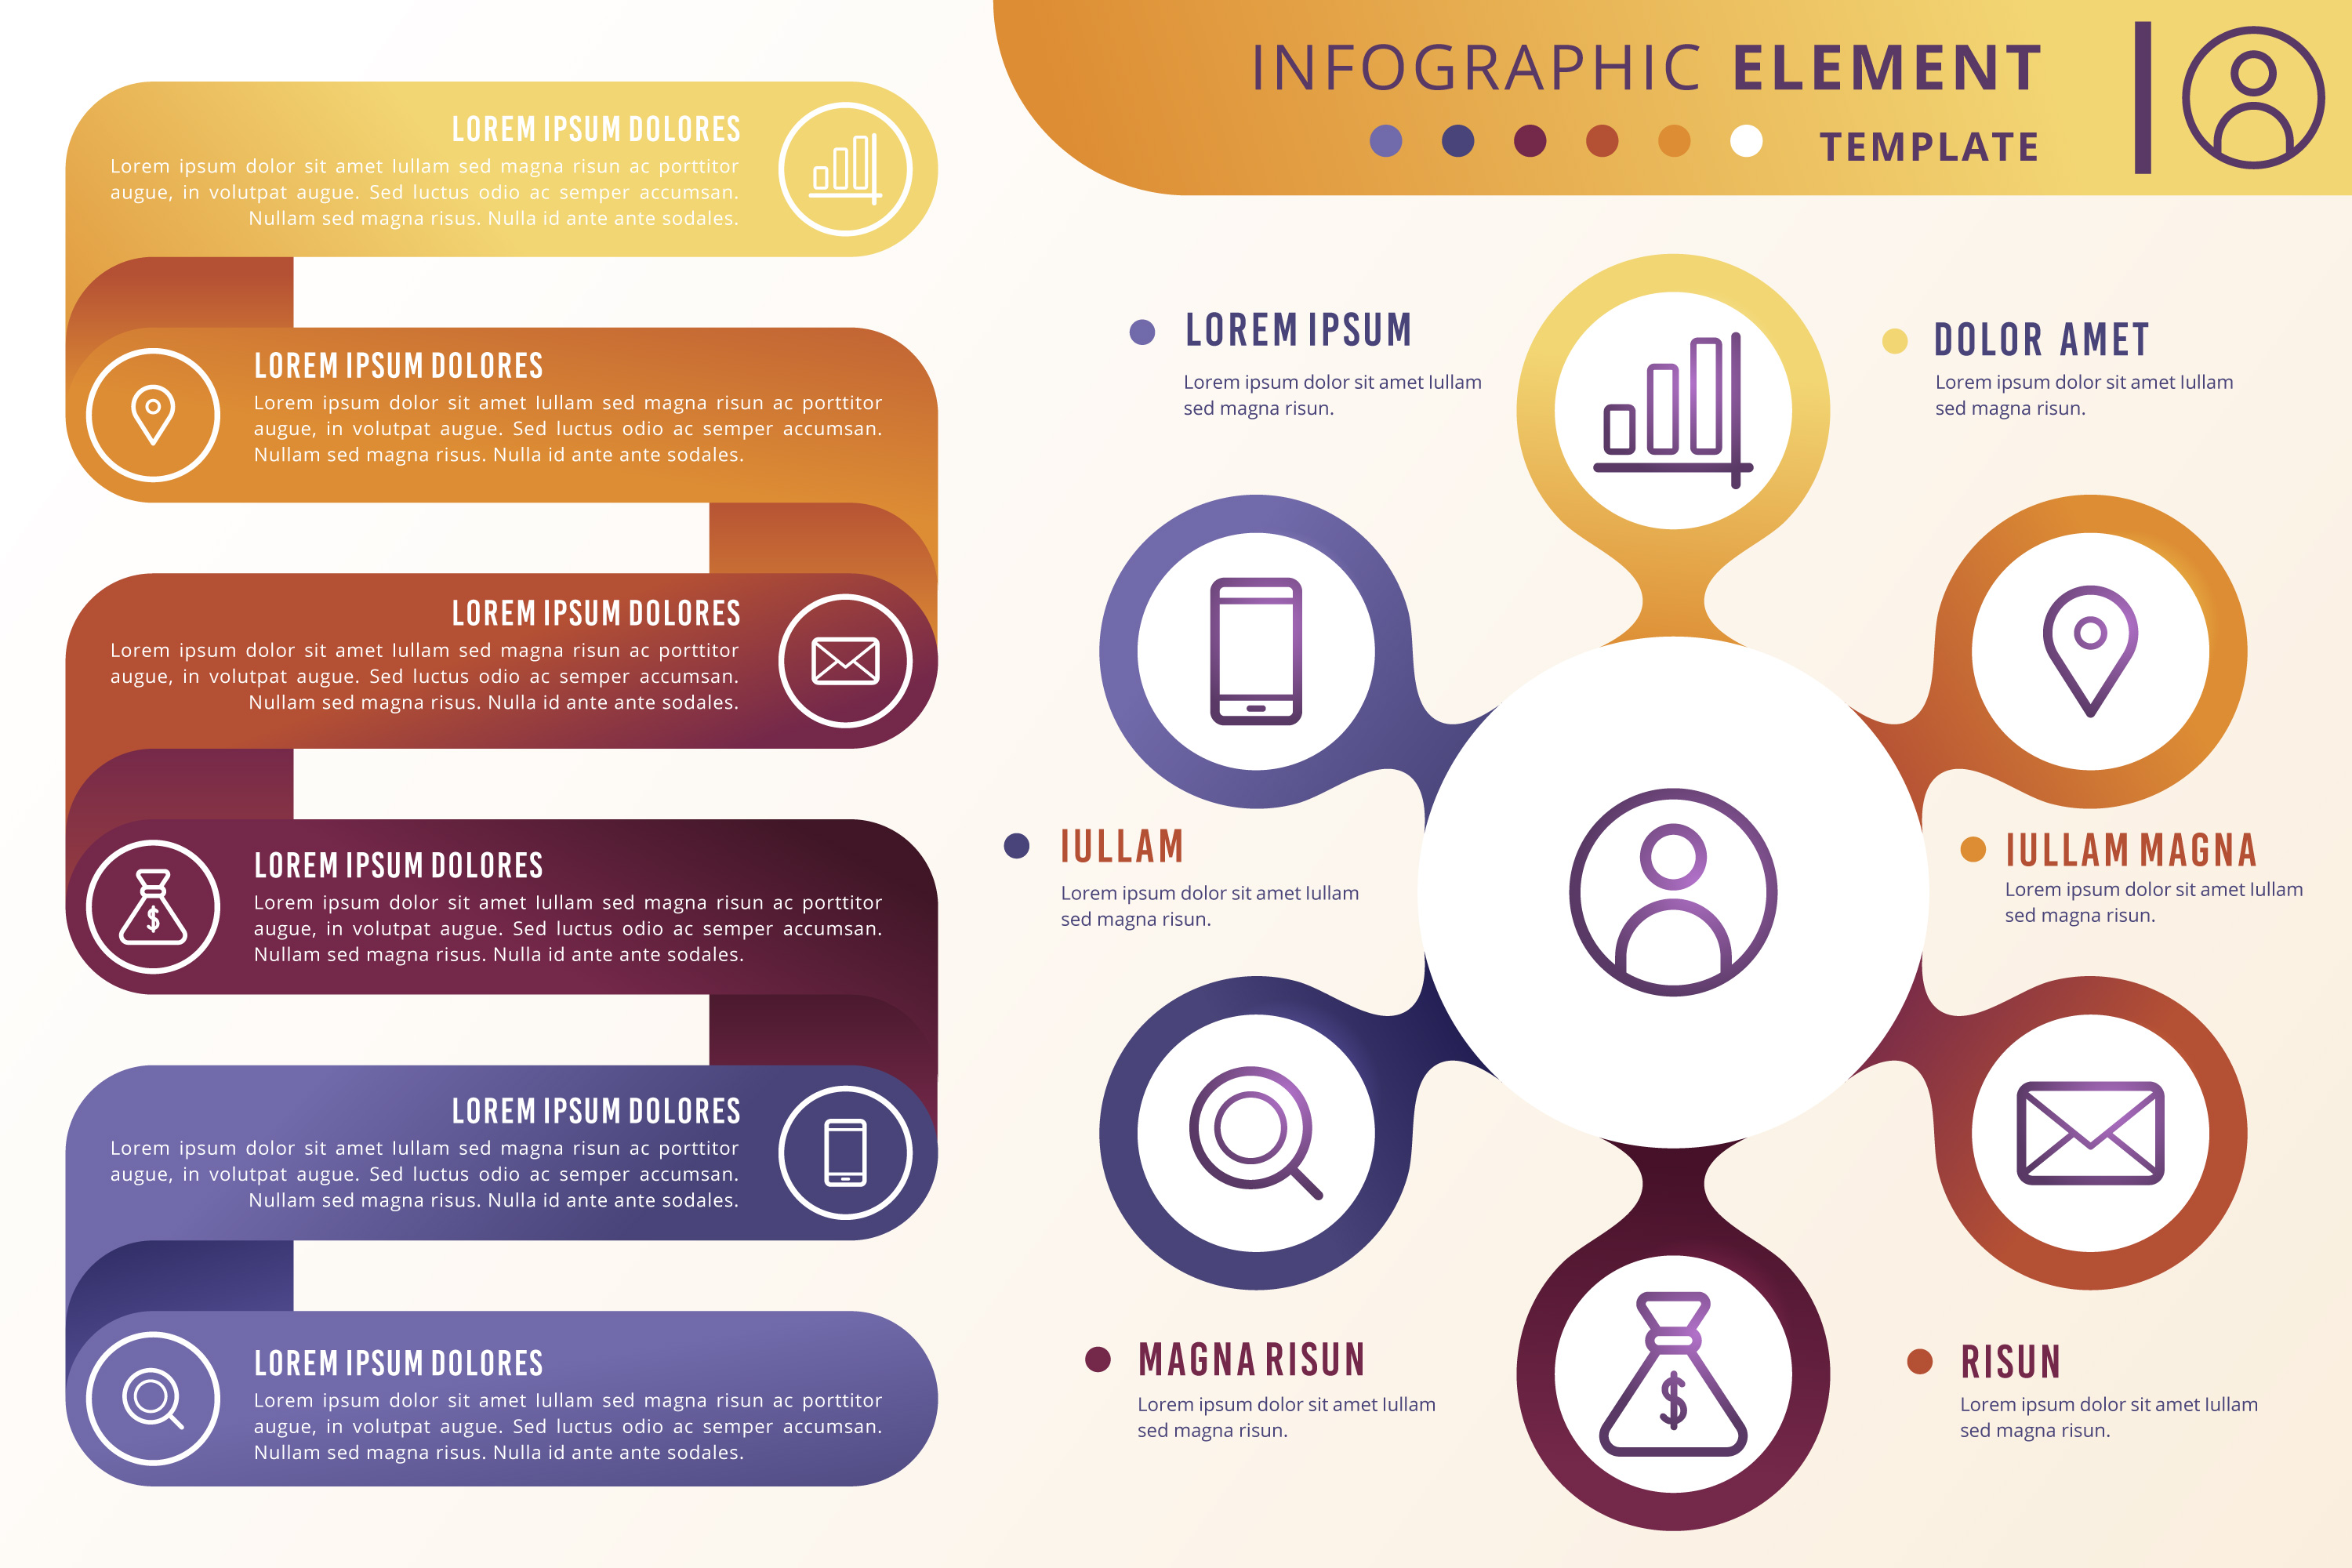 INFOGRAPHIC ELEMENT
TEMPLATE
LOREM IPSUM DOLORES
Lorem ipsum dolor sit amet Iullam sed magna risun ac porttitor
augue, in volutpat augue. Sed luctus odio ac semper accumsan.
Nullam sed magna risus. Nulla id ante ante sodales.
LOREM IPSUM DOLORES
Lorem ipsum dolor sit amet Iullam sed magna risun ac porttitor
augue, in volutpat augue. Sed luctus odio ac semper accumsan.
Nullam sed magna risus. Nulla id ante ante sodales.
LOREM IPSUM DOLORES
Lorem ipsum dolor sit amet Iullam sed magna risun ac porttitor
augue, in volutpat augue. Sed luctus odio ac semper accumsan.
Nullam sed magna risus. Nulla id ante ante sodales.
LOREM IPSUM DOLORES
Lorem ipsum dolor sit amet Iullam sed magna risun ac porttitor
augue, in volutpat augue. Sed luctus odio ac semper accumsan.
Nullam sed magna risus. Nulla id ante ante sodales.
$
LOREM IPSUM DOLORES
Lorem ipsum dolor sit amet Iullam sed magna risun ac porttitor
augue, in volutpat augue. Sed luctus odio ac semper accumsan.
Nullam sed magna risus. Nulla id ante ante sodales.
LOREM IPSUM DOLORES
Lorem ipsum dolor sit amet Iullam sed magna risun ac porttitor
augue, in volutpat augue. Sed luctus odio ac semper accumsan.
Nullam sed magna risus. Nulla id ante ante sodales.
LOREM IPSUM
Lorem ipsum dolor sit amet Iullam
sed magna risun.
DOLOR AMET
Lorem ipsum dolor sit amet Iullam
sed magna risun.
IULLAM
Lorem ipsum dolor sit amet Iullam
sed magna risun.
IULLAM MAGNA
Lorem ipsum dolor sit amet Iullam
sed magna risun.
MAGNA RISUN
Lorem ipsum dolor sit amet Iullam
sed magna risun.
$
RISUN
Lorem ipsum dolor sit amet Iullam
sed magna risun.